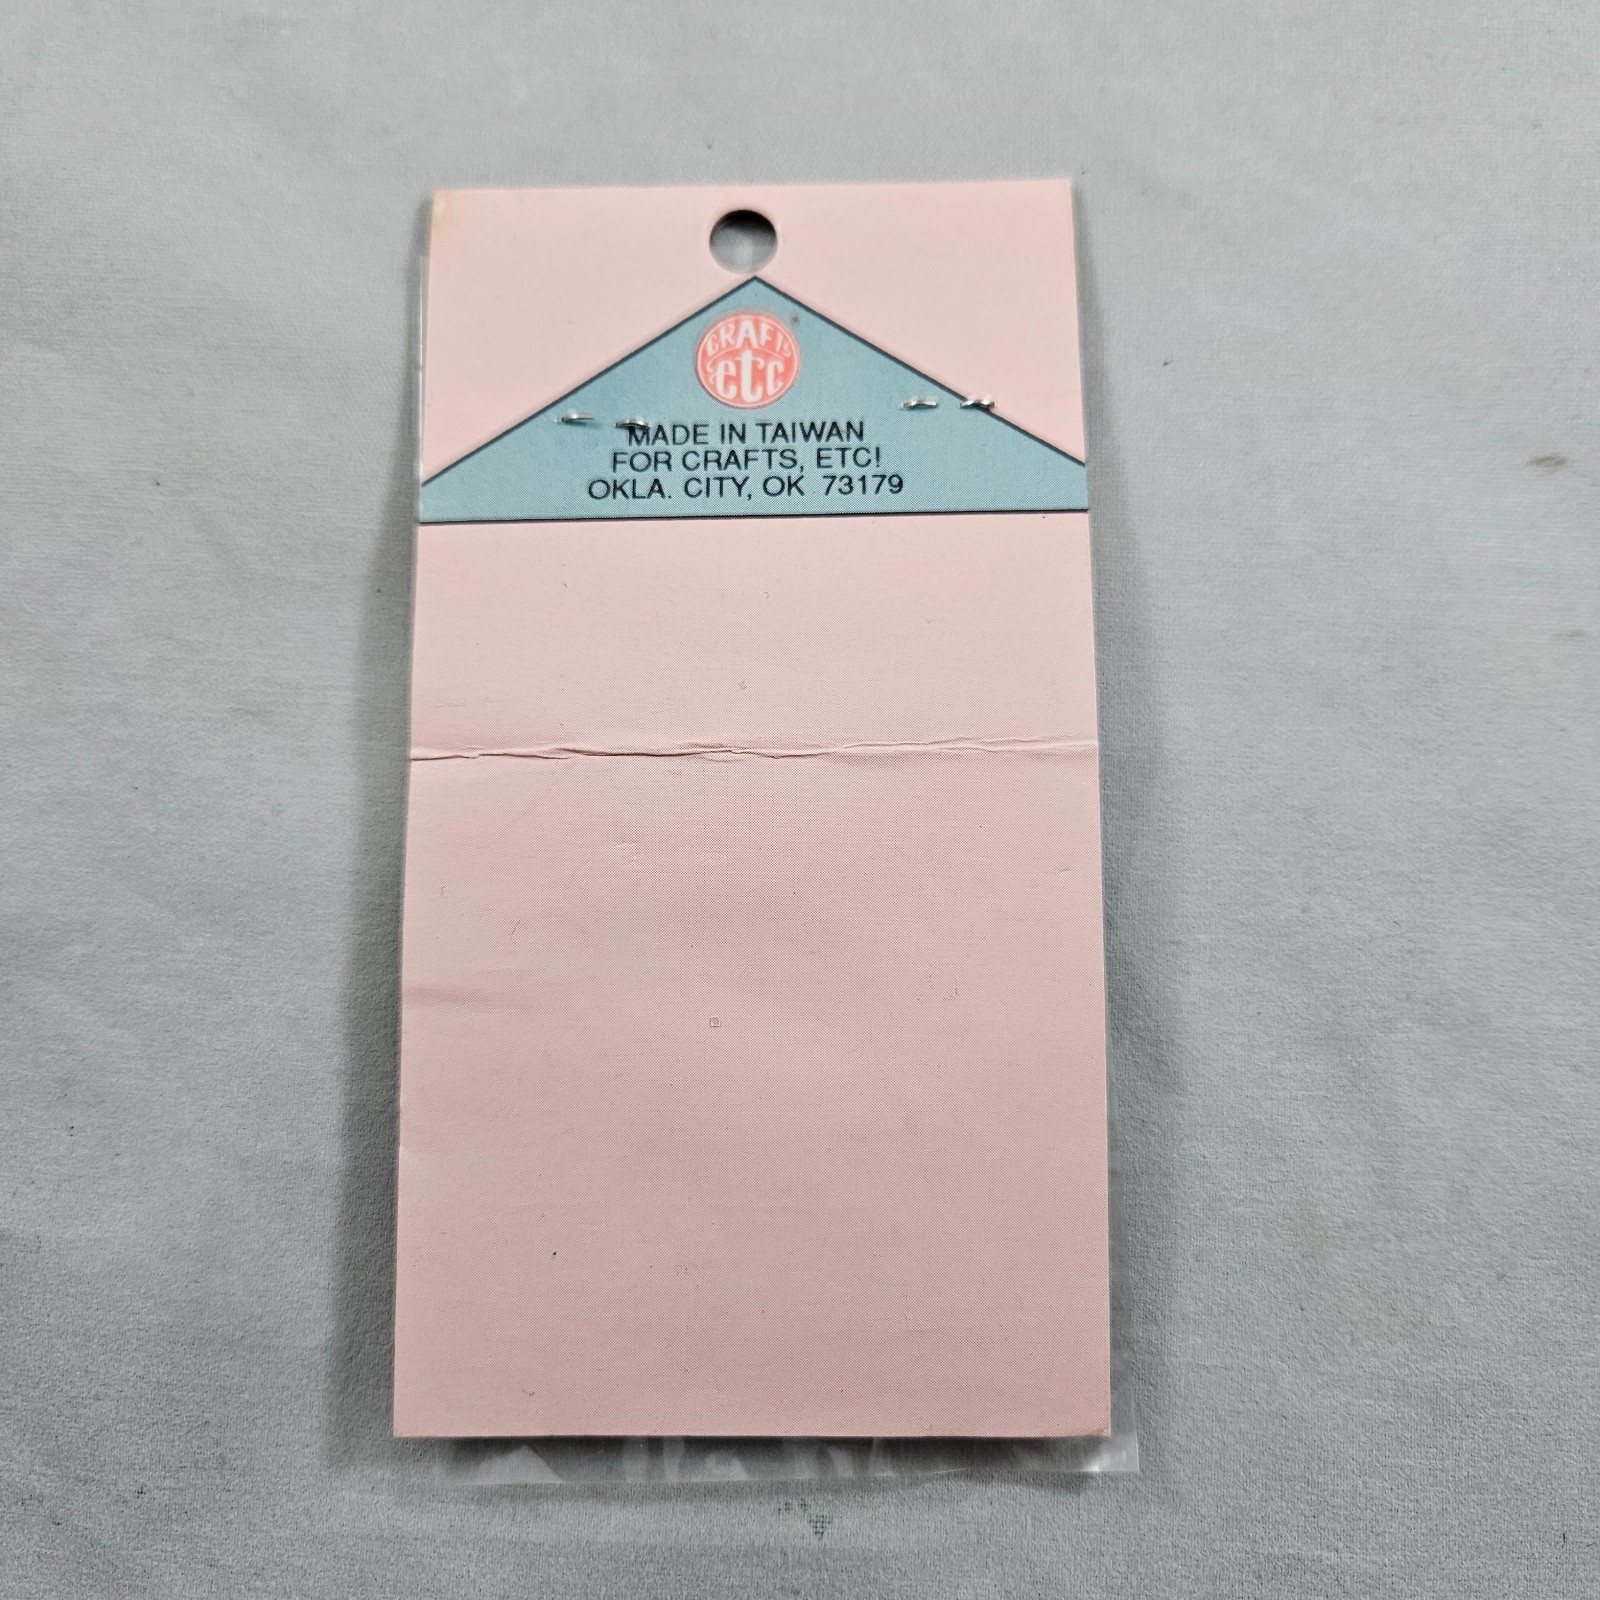 CRAFTS
etc
®
MADE IN TAIWAN
FOR CRAFTS, ETC!
OKLA. CITY, OK 73179